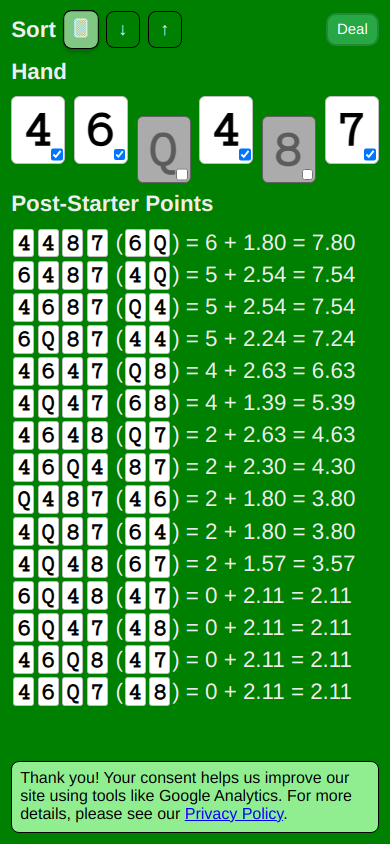 Sort ↓ ↑ Deal
Hand
4 6 Q 4 8 7
Post-Starter Points
4 4 8 7 (6 Q) = 6 + 1.80 = 7.80
6 4 8 7 (4 Q) = 5 + 2.54 = 7.54
4 6 8 7 (Q 4) = 5 + 2.54 = 7.54
6 Q 8 7 (4 4) = 5 + 2.24 = 7.24
4 6 4 7 (Q 8) = 4 + 2.63 = 6.63
4 Q 4 7 (6 8) = 4 + 1.39 = 5.39
4 6 4 8 (Q 7) = 2 + 2.63 = 4.63
4 6 Q 4 (8 7) = 2 + 2.30 = 4.30
Q 4 8 7 (4 6) = 2 + 1.80 = 3.80
4 Q 8 7 (6 4) = 2 + 1.80 = 3.80
4 Q 4 8 (6 7) = 2 + 1.57 = 3.57
6 Q 4 8 (4 7) = 0 + 2.11 = 2.11
6 Q 4 7 (4 8) = 0 + 2.11 = 2.11
4 6 Q 8 (4 7) = 0 + 2.11 = 2.11
4 6 Q 7 (4 8) = 0 + 2.11 = 2.11
Thank you! Your consent helps us improve our
site using tools like Google Analytics. For more
details, please see our Privacy Policy.